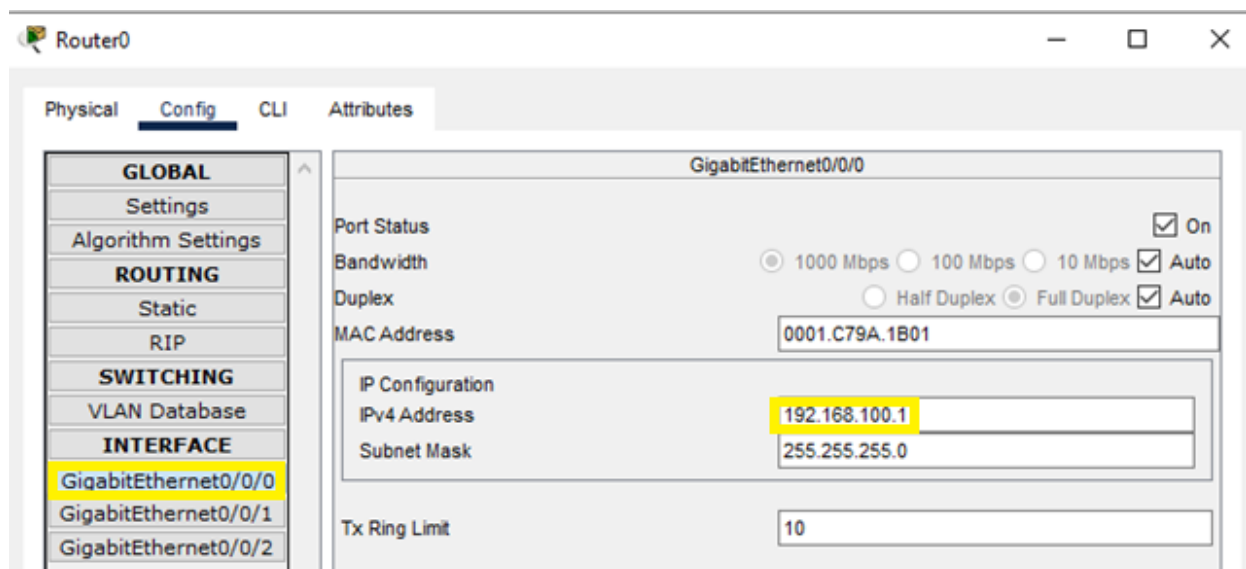 Router0
Physical Config CLI Attributes
GLOBAL
Settings
Algorithm Settings
ROUTING
Static
RIP
SWITCHING
VLAN Database
INTERFACE
GigabitEthernet0/0/0
GigabitEthernet0/0/1
GigabitEthernet0/0/2
GigabitEthernet0/0/0
Port Status On
Bandwidth 1000 Mbps 100 Mbps 10 Mbps Auto
Duplex Half Duplex Full Duplex Auto
MAC Address 0001.C79A.1B01
IP Configuration
IPv4 Address 192.168.100.1
Subnet Mask 255.255.255.0
Tx Ring Limit 10